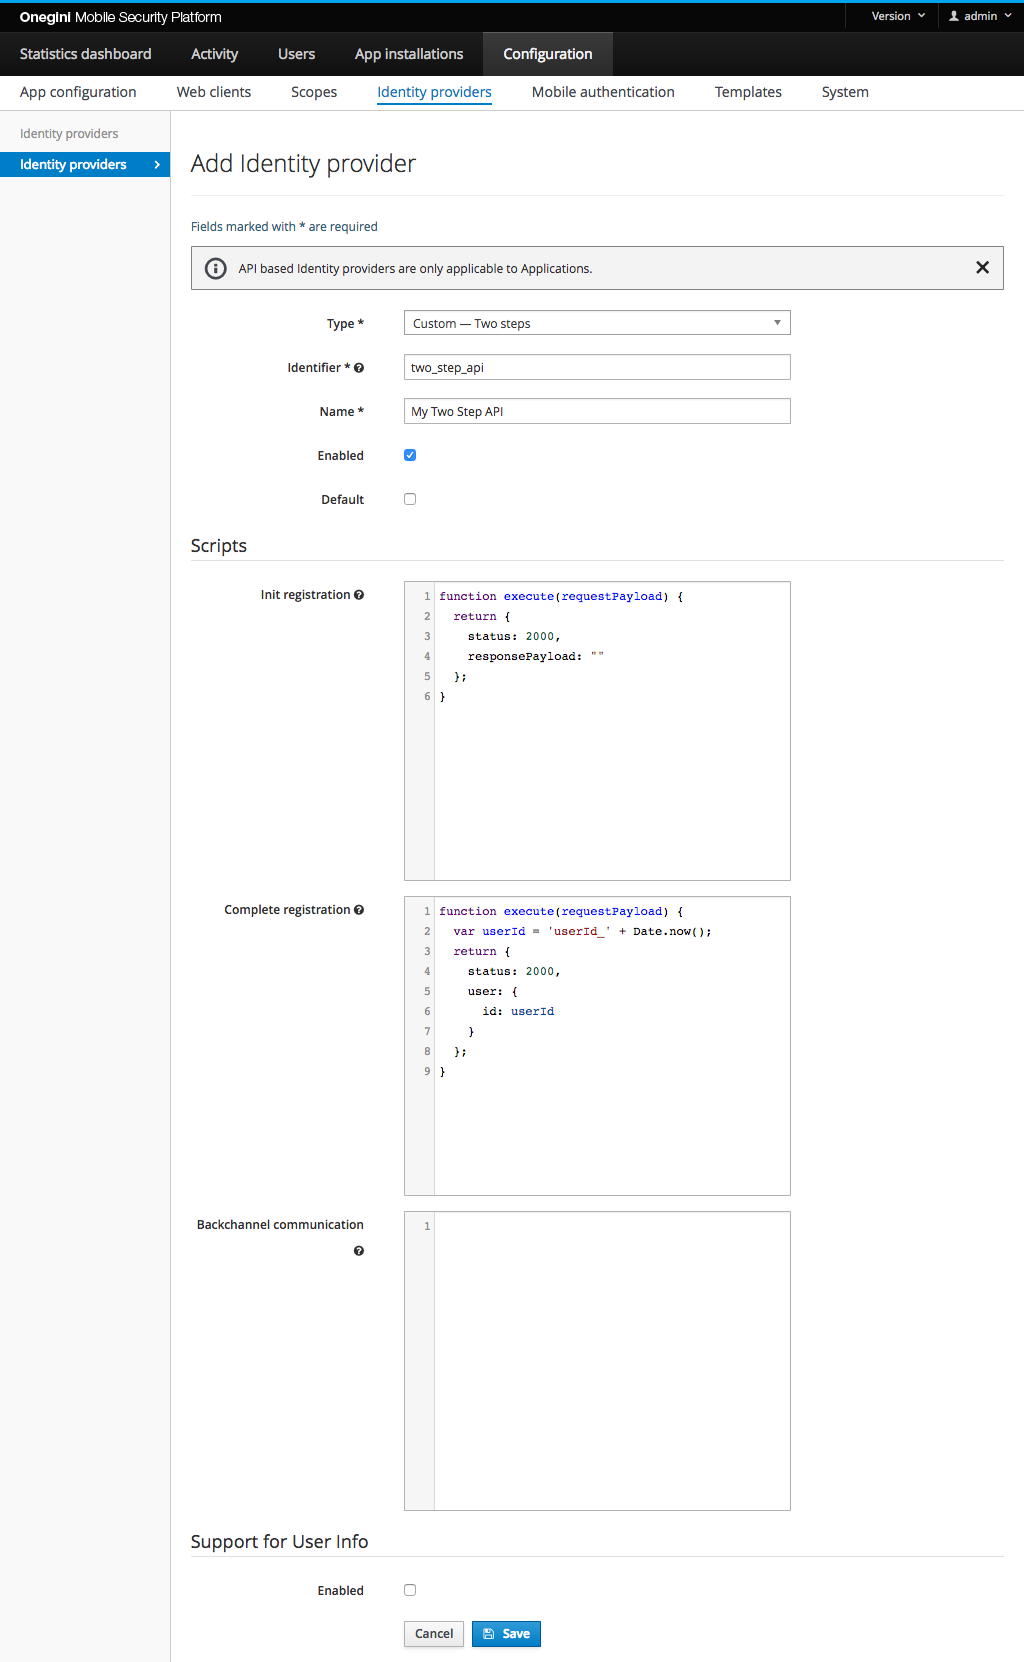 Onegini Mobile Security Platform
Version
admin
Statistics dashboard Activity Users App installations Configuration
App configuration Web clients Scopes Identity providers Mobile authentication Templates System
Identity providers
Identity providers
Add Identity provider
Fields marked with * are required
API based Identity providers are only applicable to Applications.
Type * Custom — Two steps
Identifier * two_step_api
Name * My Two Step API
Enabled
Default
Scripts
Init registration
1 function execute(requestPayload) {
2   return {
3     status: 2000,
4     responsePayload: ""
5   };
6 }
Complete registration
1 function execute(requestPayload) {
2   var userId = 'userId_' + Date.now();
3   return {
4     status: 2000,
5     user: {
6       id: userId
7     }
8   };
9 }
Backchannel communication
1
Support for User Info
Enabled
Cancel Save